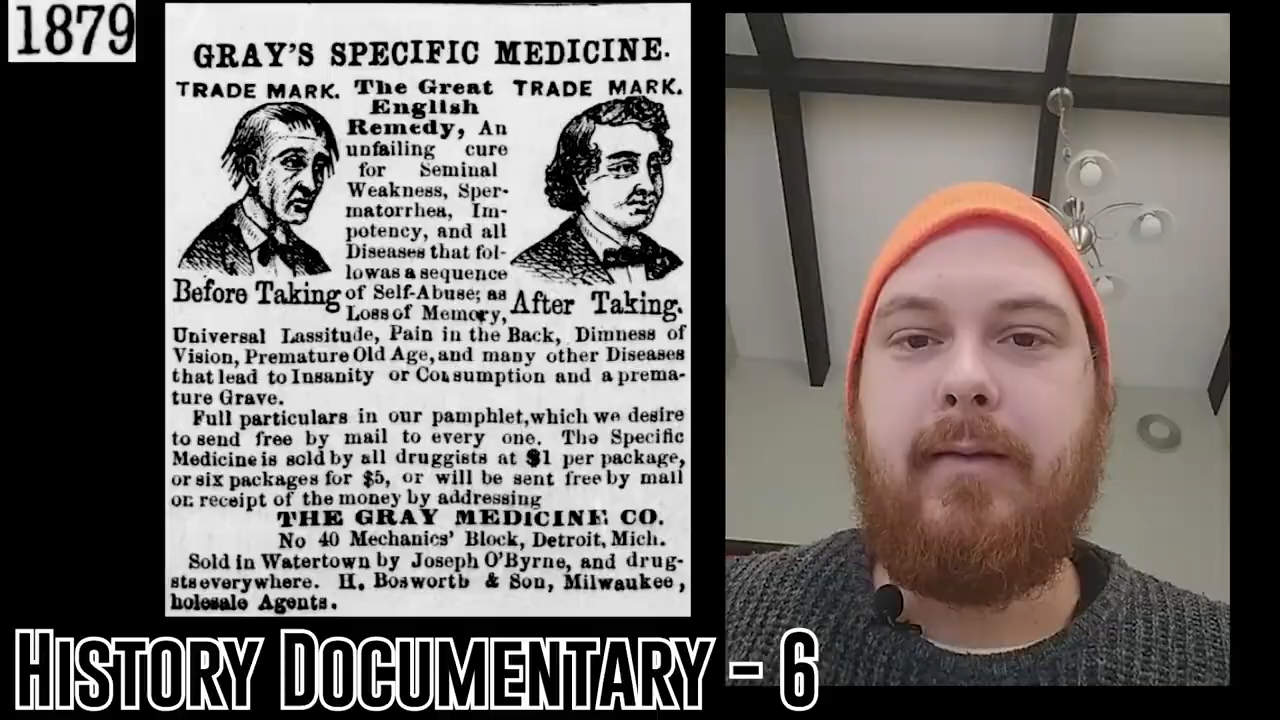 1879
GRAY'S SPECIFIC MEDICINE.
TRADE MARK. The Great TRADE MARK.
English
Remedy, An
unfailing cure
for Seminal
Weakness, Sper-
matorrhea, Im-
potency, and all
Diseases that fol-
lowas a sequence
Before Taking of Self-Abuse; as After Taking.
Loss of Memory,
Universal Lassitude, Pain in the Back, Dimness of
Vision, Premature Old Age, and many other Diseases
that lead to Insanity or Consumption and a prema-
ture Grave.
Full particulars in our pamphlet, which we desire
to send free by mail to every one. The Specific
Medicine is sold by all druggists at $1 per package,
or six packages for $5, or will be sent free by mail
on receipt of the money by addressing
THE GRAY MEDICINE CO.
No 40 Mechanics' Block, Detroit, Mich.
Sold in Watertown by Joseph O'Byrne, and drug-
sts everywhere. H. Bosworth & Son, Milwaukee,
holesale Agents.
HISTORY DOCUMENTARY - 6